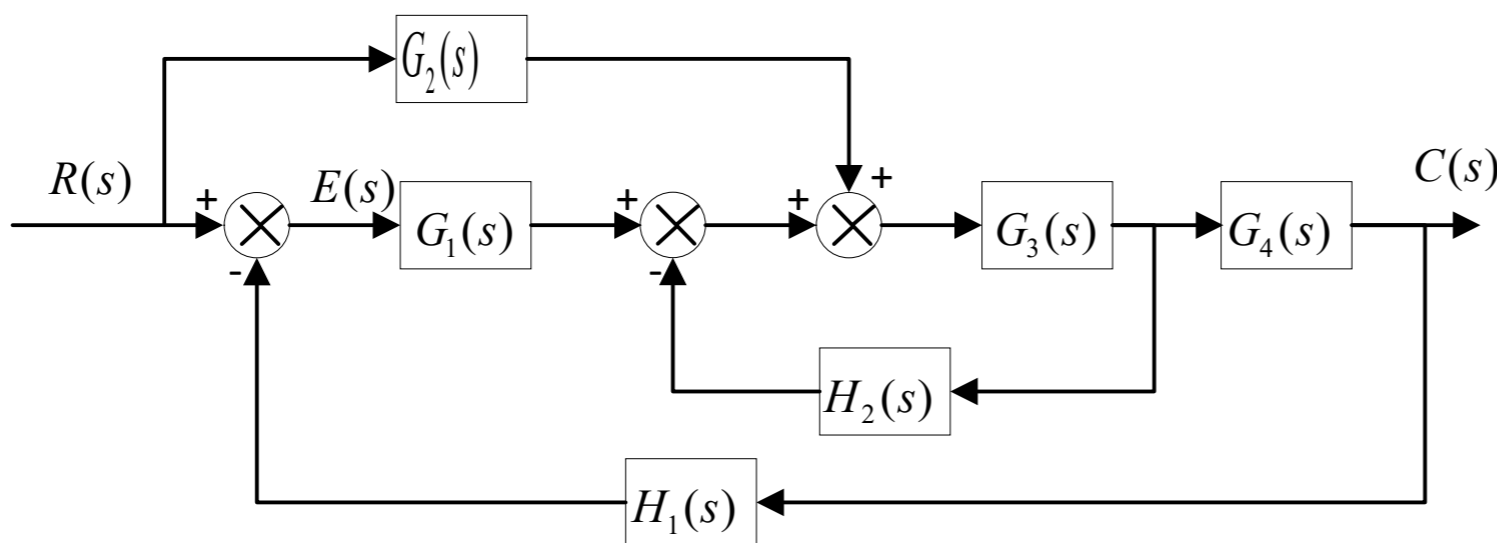 G₂(s)
R(s)
+
E(s)
G₁(s)
+
+
+
G₃(s)
G₄(s)
C(s)
-
-
H₂(s)
H₁(s)